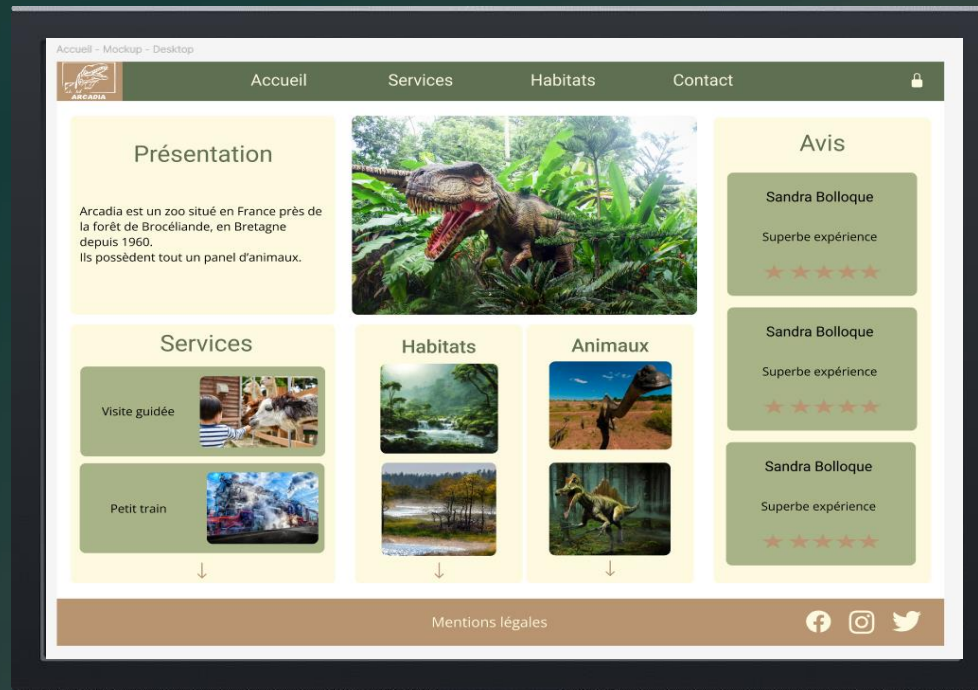 Accueil - Mockup - Desktop
ARCADIA
Accueil
Services
Habitats
Contact
Présentation
Arcadia est un zoo situé en France près de
la forêt de Brocéliande, en Bretagne
depuis 1960.
Ils possèdent tout un panel d'animaux.
Services
Visite guidée
Petit train
Habitats
Animaux
Avis
Sandra Bolloque
Superbe expérience
Sandra Bolloque
Superbe expérience
Sandra Bolloque
Superbe expérience
Mentions légales